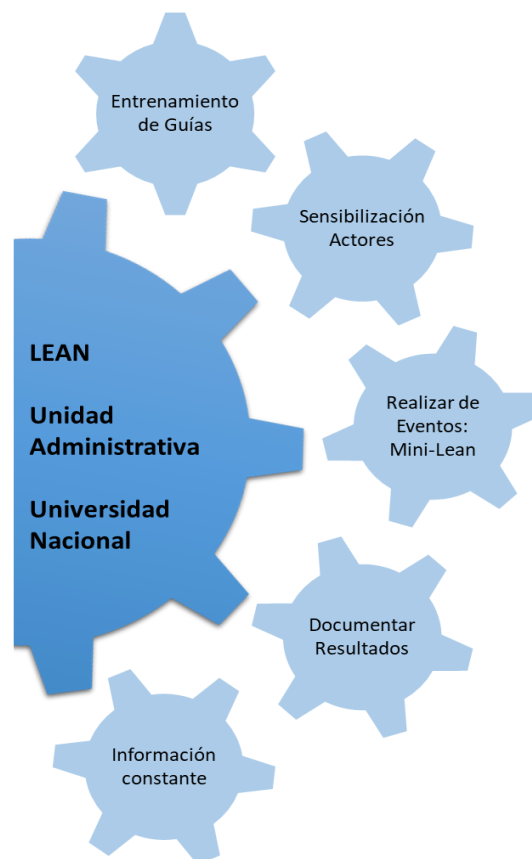 Entrenamiento
de Guías
Sensibilización
Actores
LEAN
Unidad
Administrativa
Universidad
Nacional
Realizar de
Eventos:
Mini-Lean
Documentar
Resultados
Información
constante